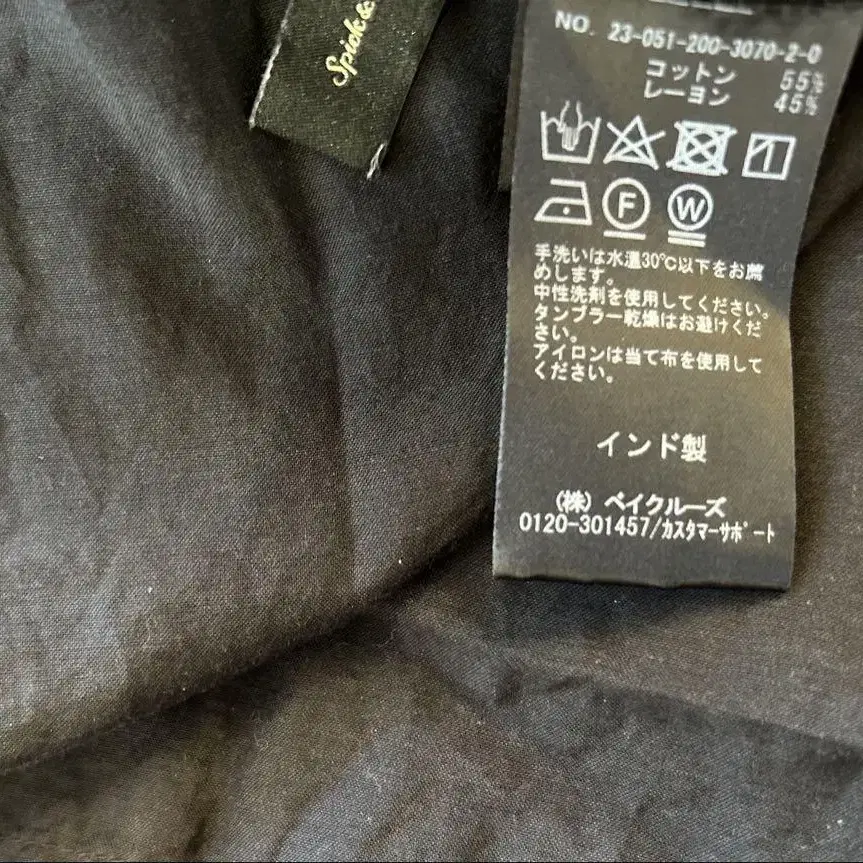 Spick &
NO. 23-051-200-3070-2-0
コットン 55%
レーヨン 45%
F W
手洗いは水温30℃以下をお薦
めします。
中性洗剤を使用してください。
タンブラー乾燥はお避けくだ
さい。
アイロンは当て布を使用して
ください。
インド製
(株) ベイクルーズ
0120-301457/カスタマーサポート